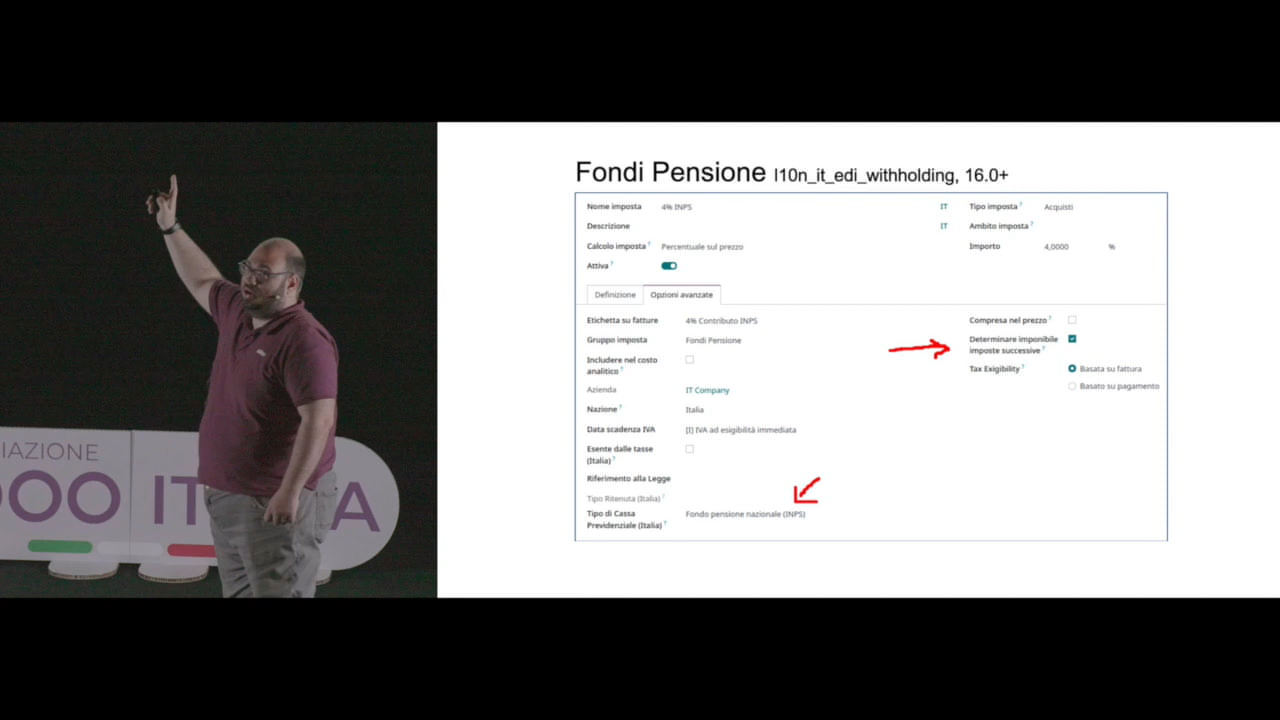 Fondi Pensione l10n_it_edi_withholding, 16.0+
Nome imposta 4% INPS IT Tipo imposta ? Acquisti
Descrizione IT Ambito imposta ?
Calcolo imposta ? Percentuale sul prezzo Importo 4,0000 %
Attiva ?
Definizione Opzioni avanzate
Etichetta su fatture 4% Contributo INPS Compresa nel prezzo ?
Gruppo imposta Fondi Pensione Determinare imponibile
imposte successive ?
Includere nel costo
analitico ?
Tax Exigibility ? Basata su fattura
Basato su pagamento
Azienda IT Company
Nazione ? Italia
Data scadenza IVA [I] IVA ad esigibilità immediata
Esente dalle tasse
(Italia) ?
Riferimento alla Legge
Tipo Ritenuta (Italia) ?
Tipo di Cassa
Previdenziale (Italia) ?
Fondo pensione nazionale (INPS)
IAZIONE
OOO IT A